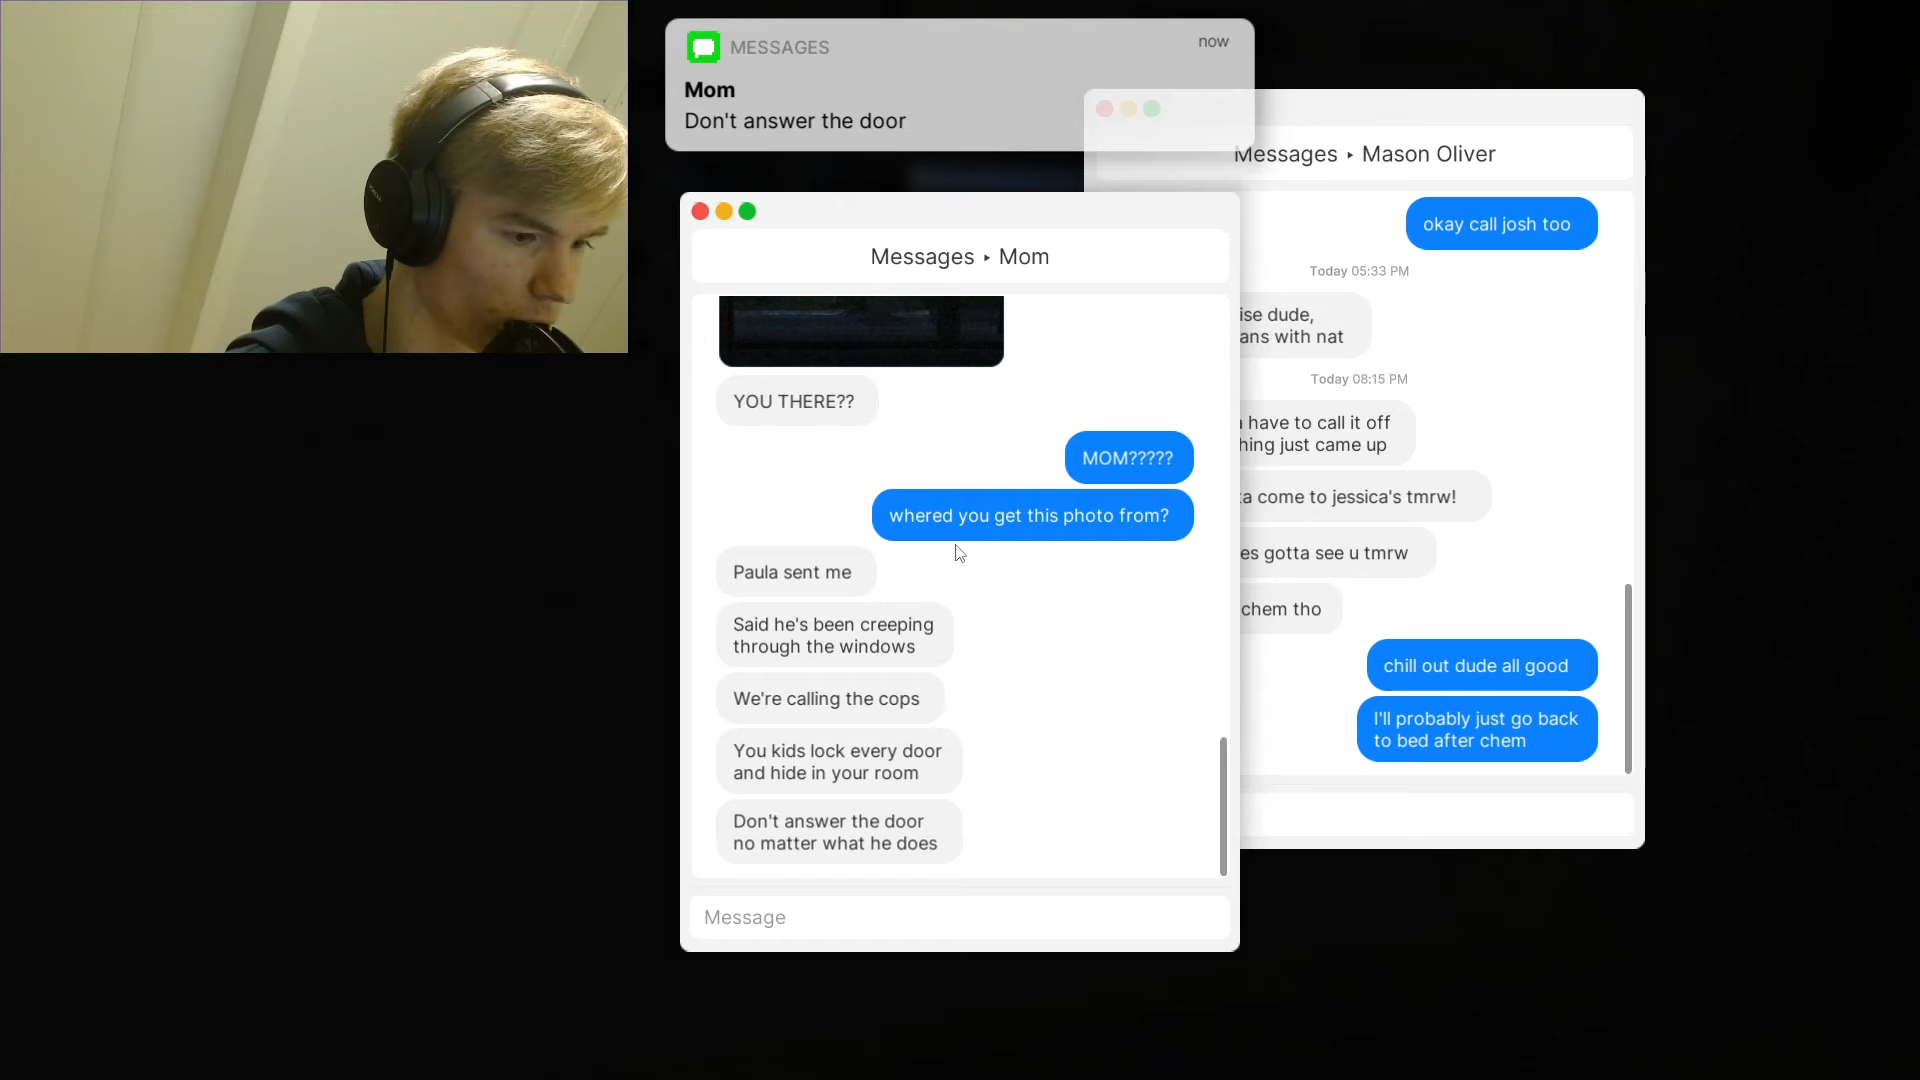 MESSAGES
now
Mom
Don't answer the door
Messages ▸ Mason Oliver
okay call josh too
Today 05:33 PM
ise dude,
ans with nat
Today 08:15 PM
have to call it off
hing just came up
ta come to jessica's tmrw!
es gotta see u tmrw
chem tho
chill out dude all good
I'll probably just go back
to bed after chem
Messages ▸ Mom
YOU THERE??
MOM?????
whered you get this photo from?
Paula sent me
Said he's been creeping
through the windows
We're calling the cops
You kids lock every door
and hide in your room
Don't answer the door
no matter what he does
Message